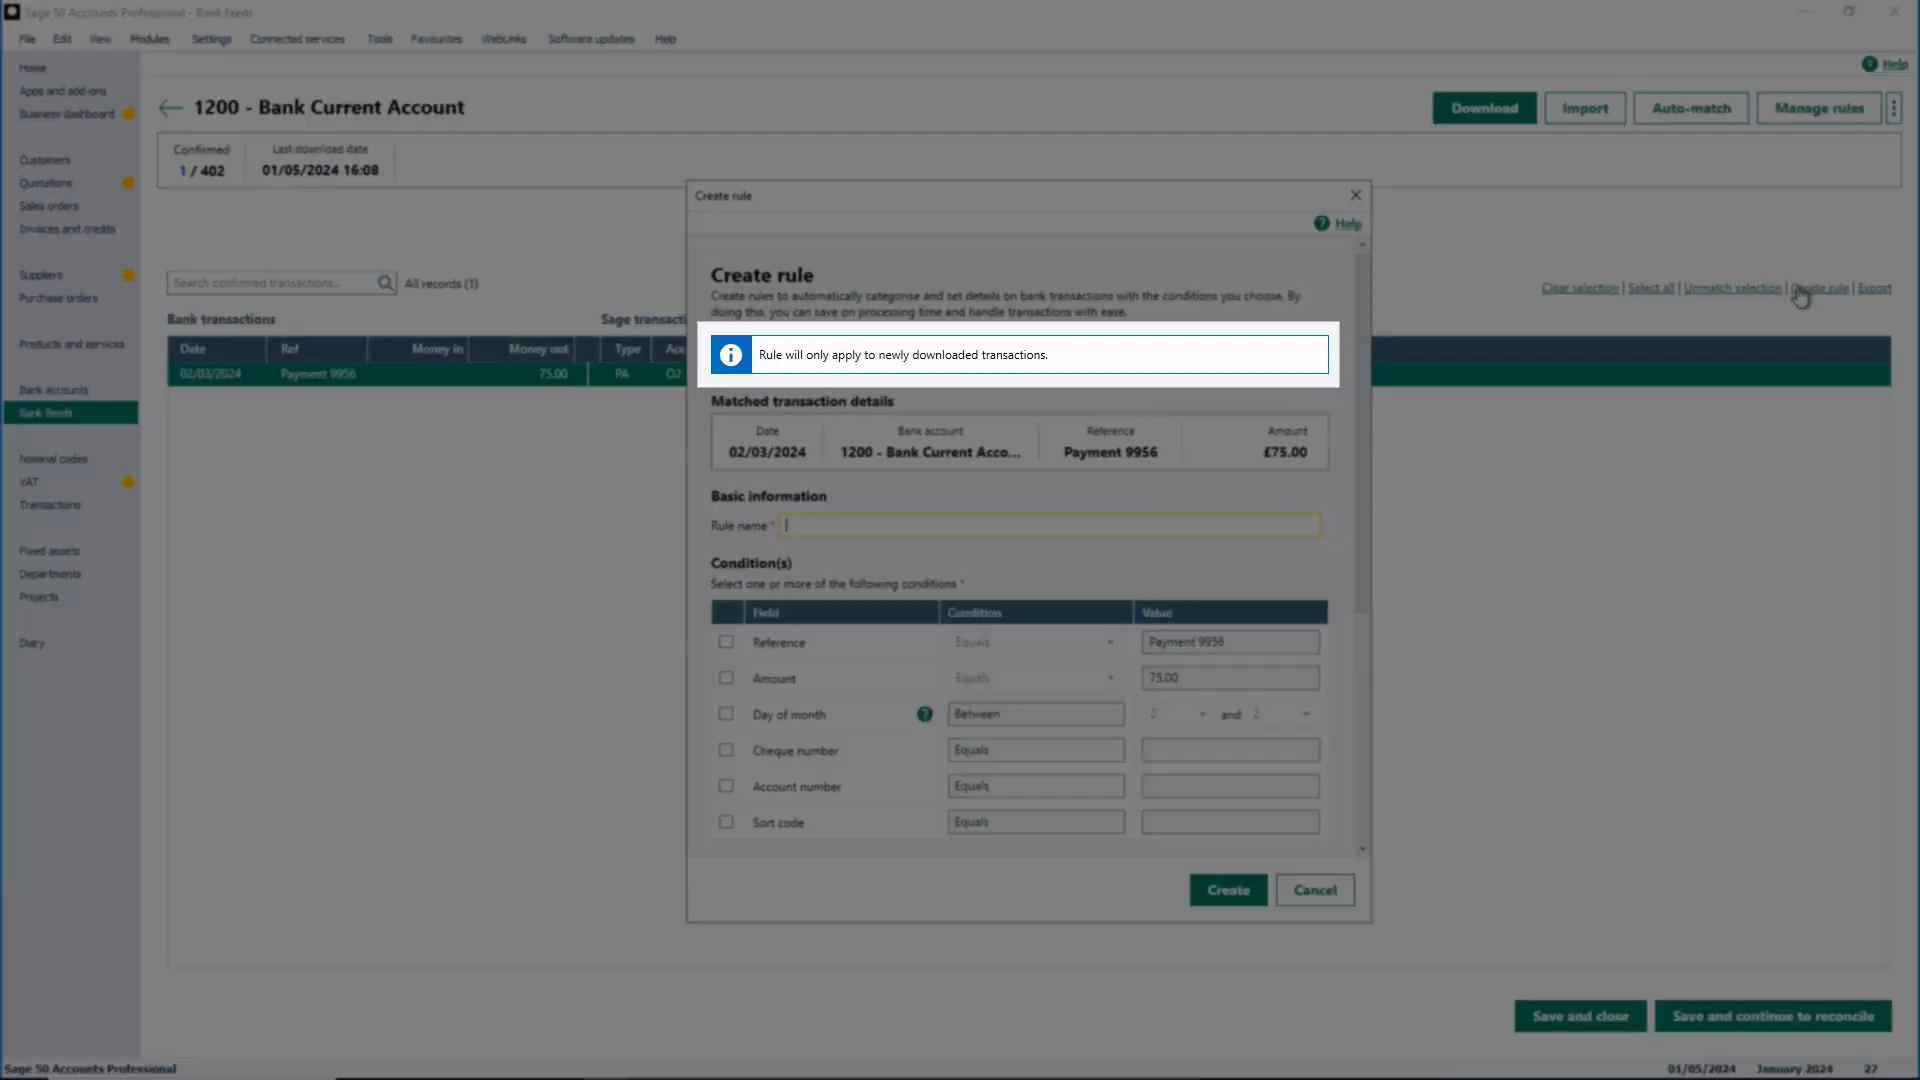 Sage 50 Accounts Professional - Bank feeds
File Edit View Modules Settings Connected services Tools Favourites WebLinks Software updates Help
Help
Home
Apps and add-ons
Business dashboard
Customers
Quotations
Sales orders
Invoices and credits
Suppliers
Purchase orders
Products and services
Bank accounts
Bank feeds
Nominal codes
VAT
Transactions
Fixed assets
Departments
Projects
Diary
1200 - Bank Current Account
Download Import Auto-match Manage rules
Confirmed Last download date
1 / 402 01/05/2024 16:08
Search confirmed transactions... All records (1)
Clear selection | Select all | Unmatch selection | Create rule | Export
Bank transactions Sage transacti
Date Ref Money in Money out Type Acc
02/03/2024 Payment 9956 75.00 PA O2
Create rule
Help
Create rule
Create rules to automatically categorise and set details on bank transactions with the conditions you choose. By
doing this, you can save on processing time and handle transactions with ease.
Rule will only apply to newly downloaded transactions.
Matched transaction details
Date Bank account Reference Amount
02/03/2024 1200 - Bank Current Acco... Payment 9956 £75.00
Basic information
Rule name *
Condition(s)
Select one or more of the following conditions *
Field Condition Value
Reference Equals Payment 9956
Amount Equals 75.00
Day of month Between 2 and 2
Cheque number Equals
Account number Equals
Sort code Equals
Create Cancel
Save and close Save and continue to reconcile
Sage 50 Accounts Professional 01/05/2024 January 2024 27